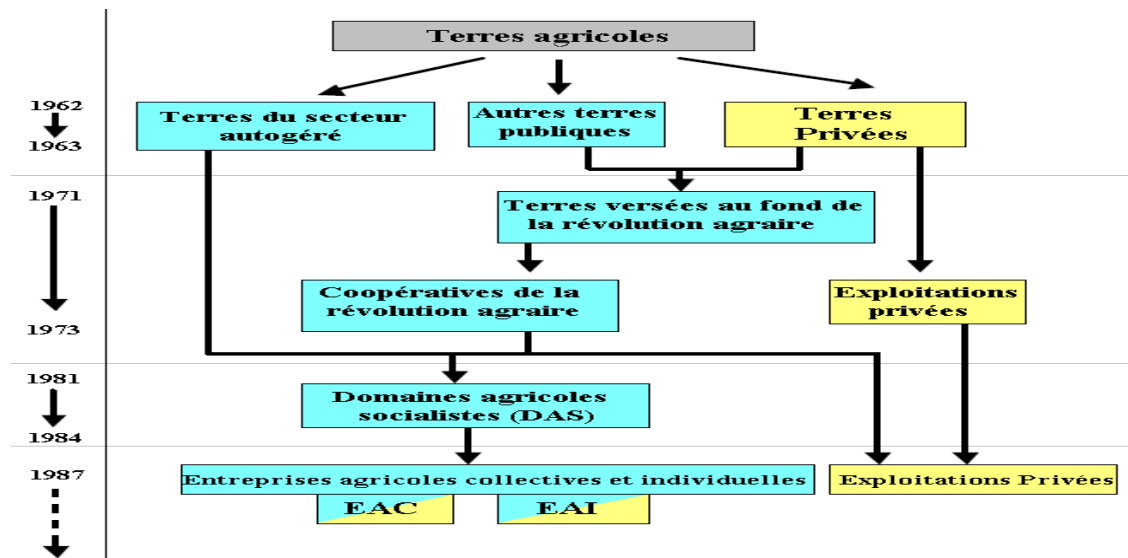 Terres agricoles
1962
1963
Terres du secteur
autogéré
Autres terres
publiques
Terres
Privées
1971
1973
Terres versées au fond de
la révolution agraire
Coopératives de la
révolution agraire
Exploitations
privées
1981
1984
Domaines agricoles
socialistes (DAS)
1987
Entreprises agricoles collectives et individuelles
Exploitations Privées
EAC
EAI